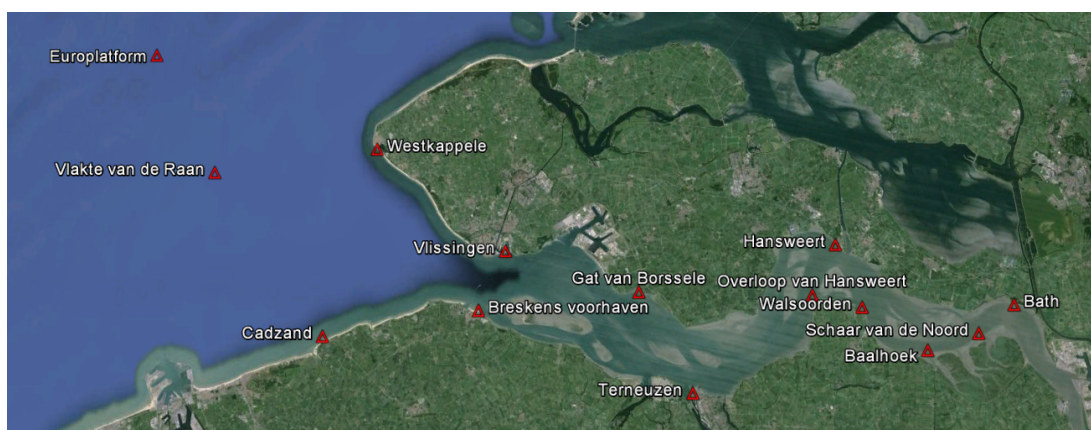 Europlatform
Westkappele
Vlakte van de Raan
Vlissingen
Hansweert
Gat van Borssele
Overloop van Hansweert
Walsoorden
Bath
Breskens voorhaven
Cadzand
Schaar van de Noord
Baalhoek
Terneuzen